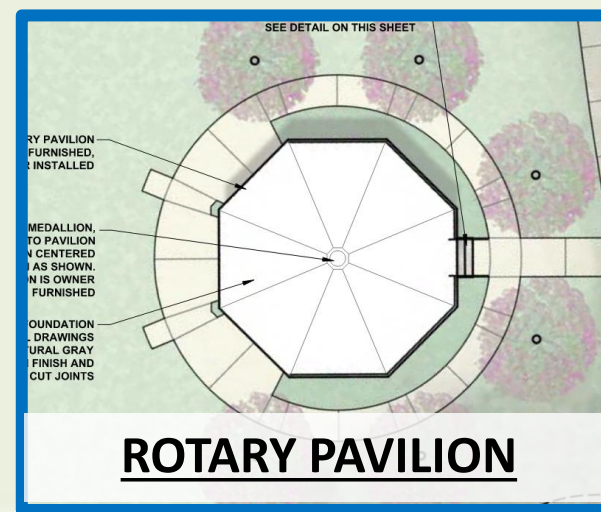 SEE DETAIL ON THIS SHEET
RY PAVILION
FURNISHED,
R INSTALLED
MEDALLION,
TO PAVILION
N CENTERED
AS SHOWN.
ON IS OWNER
FURNISHED
FOUNDATION
L DRAWINGS
TURAL GRAY
FINISH AND
CUT JOINTS
ROTARY PAVILION